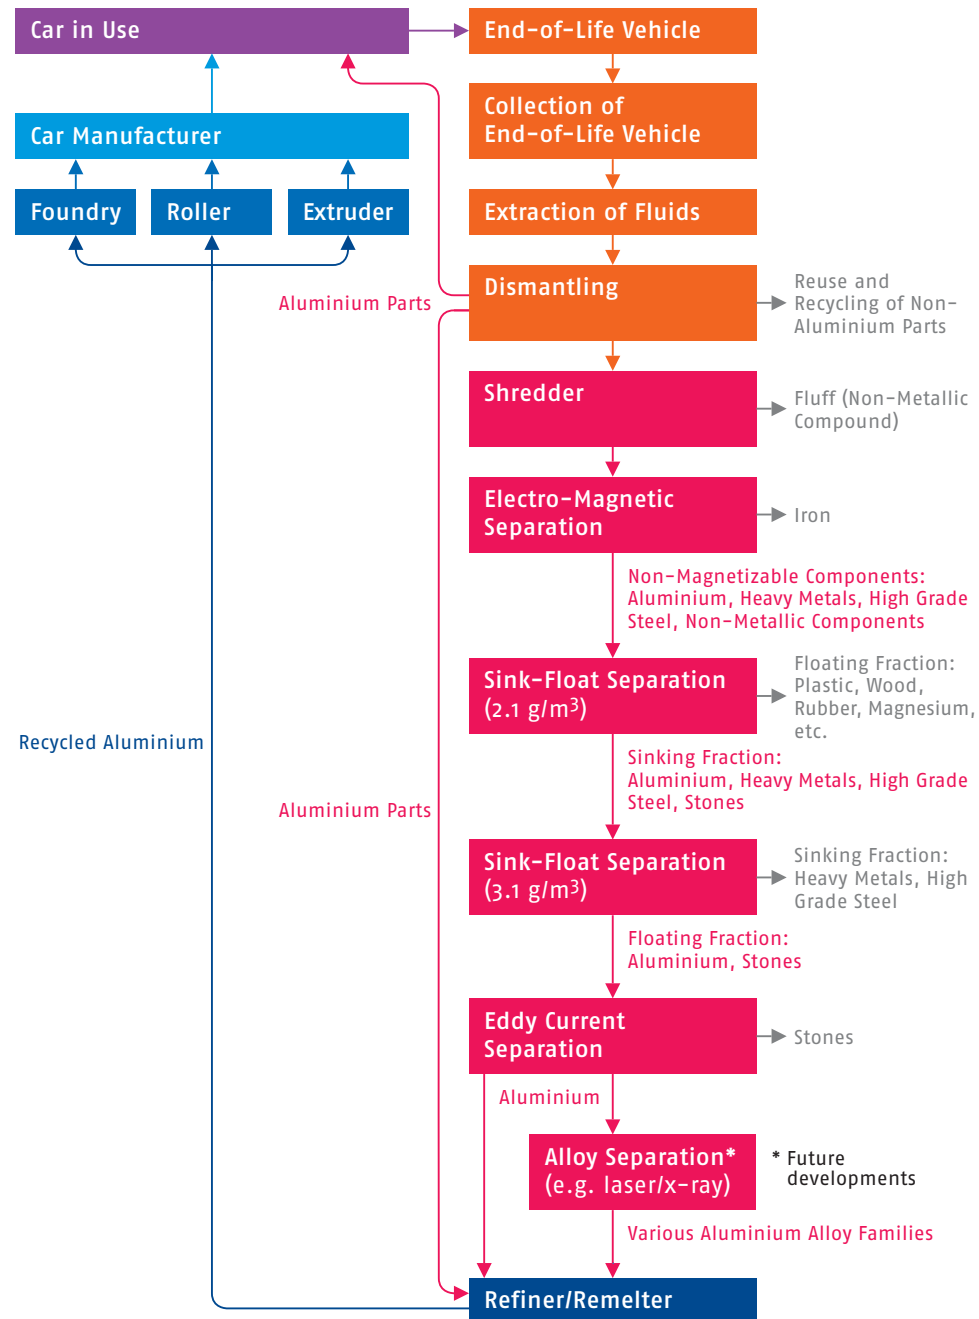 Car in Use
End-of-Life Vehicle
Collection of
End-of-Life Vehicle
Car Manufacturer
Foundry
Roller
Extruder
Extraction of Fluids
Dismantling
Reuse and
Recycling of Non-
Aluminium Parts
Aluminium Parts
Shredder
Fluff (Non-Metallic
Compound)
Electro-Magnetic
Separation
Iron
Non-Magnetizable Components:
Aluminium, Heavy Metals, High Grade
Steel, Non-Metallic Components
Sink-Float Separation
(2.1 g/m³)
Floating Fraction:
Plastic, Wood,
Rubber, Magnesium,
etc.
Recycled Aluminium
Sinking Fraction:
Aluminium, Heavy Metals, High Grade
Steel, Stones
Aluminium Parts
Sink-Float Separation
(3.1 g/m³)
Sinking Fraction:
Heavy Metals, High
Grade Steel
Floating Fraction:
Aluminium, Stones
Eddy Current
Separation
Stones
Aluminium
Alloy Separation*
(e.g. laser/x-ray)
* Future
developments
Various Aluminium Alloy Families
Refiner/Remelter